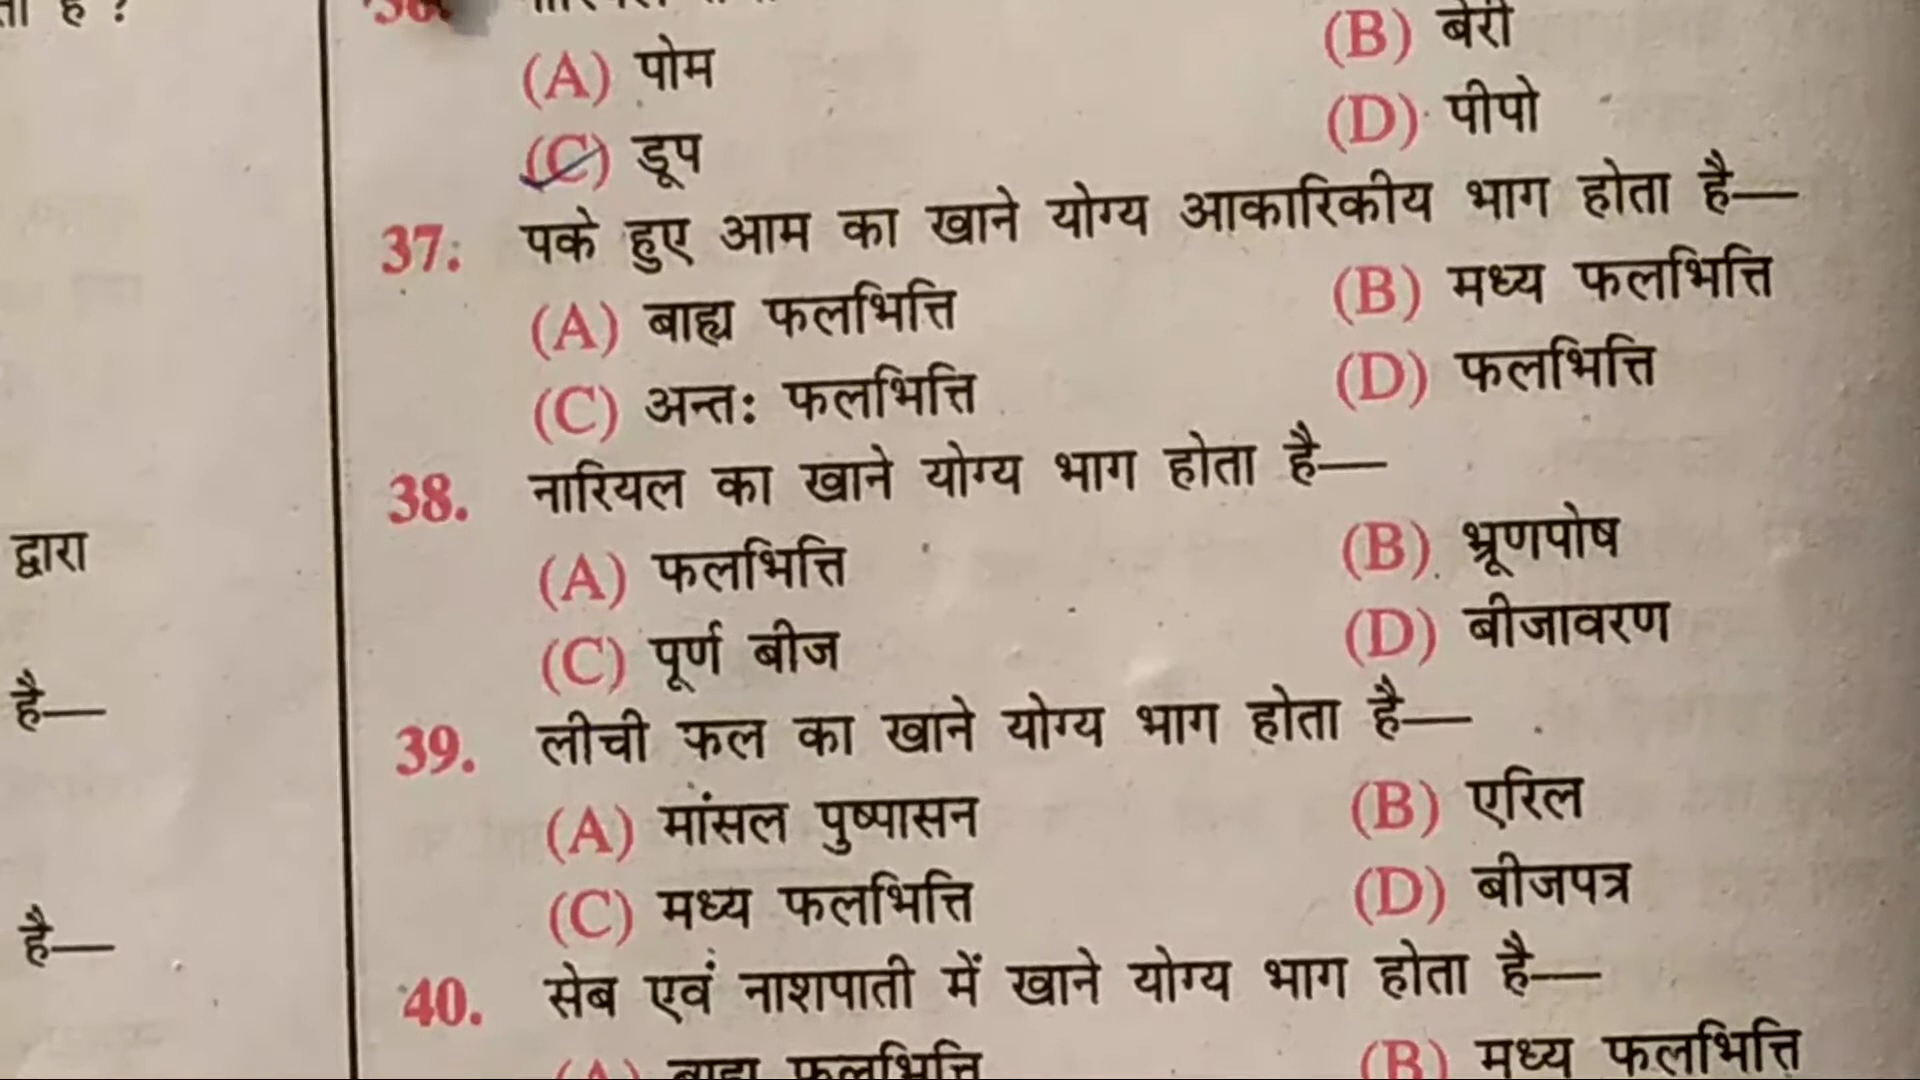 है ?
द्वारा
है—
है—
(A) पोम
(B) बेरी
(C) डूप
(D) पीपो
37. पके हुए आम का खाने योग्य आकारिकीय भाग होता है—
(A) बाह्य फलभित्ति
(B) मध्य फलभित्ति
(C) अन्तः फलभित्ति
(D) फलभित्ति
38. नारियल का खाने योग्य भाग होता है—
(A) फलभित्ति
(B) भ्रूणपोष
(C) पूर्ण बीज
(D) बीजावरण
39. लीची फल का खाने योग्य भाग होता है—
(A) मांसल पुष्पासन
(B) एरिल
(C) मध्य फलभित्ति
(D) बीजपत्र
40. सेब एवं नाशपाती में खाने योग्य भाग होता है—
(A) बाह्य फलभित्ति
(B) मध्य फलभित्ति